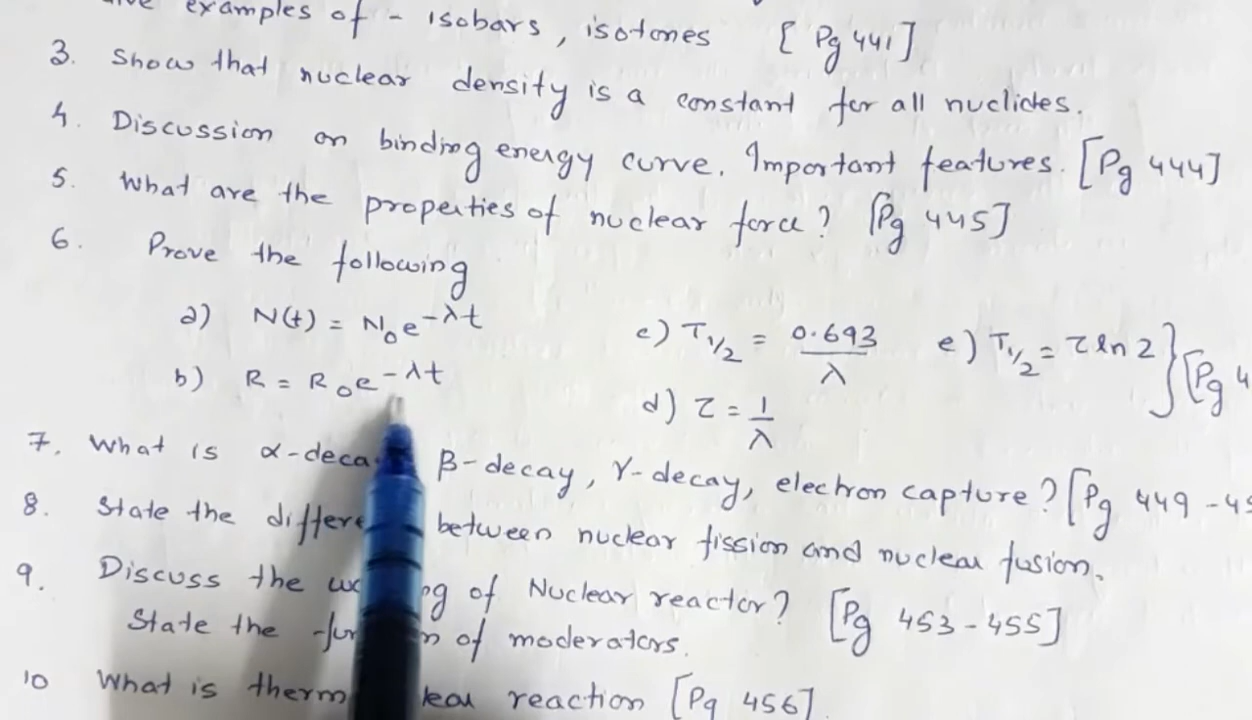 examples of - isobars, isotones [Pg 441]
3. Show that nuclear density is a constant for all nuclides.
4. Discussion on binding energy curve. Important features. [Pg 444]
5. What are the properties of nuclear force? [Pg 445]
6. Prove the following
a) N(t) = N₀e^-λt c) T1/2 = 0.693/λ e) T1/2 = τ ln 2 } [Pg 4
b) R = R₀e^-λt d) τ = 1/λ
7. What is α-deca β-decay, γ-decay, electron capture? [Pg 449 - 45
8. State the differe between nuclear fission and nuclear fusion.
9. Discuss the wo ng of Nuclear reactor? [Pg 453 - 455]
State the fun n of moderators.
10 What is therm lear reaction [Pg 456]